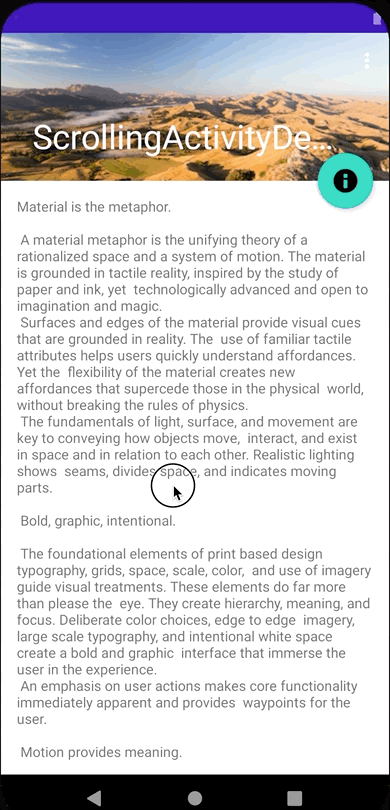 ScrollingActivityDe...
Material is the metaphor.
A material metaphor is the unifying theory of a
rationalized space and a system of motion. The material
is grounded in tactile reality, inspired by the study of
paper and ink, yet  technologically advanced and open to
imagination and magic.
Surfaces and edges of the material provide visual cues
that are grounded in reality. The  use of familiar tactile
attributes helps users quickly understand affordances.
Yet the  flexibility of the material creates new
affordances that supercede those in the physical  world,
without breaking the rules of physics.
The fundamentals of light, surface, and movement are
key to conveying how objects move,  interact, and exist
in space and in relation to each other. Realistic lighting
shows  seams, divides space, and indicates moving
parts.
Bold, graphic, intentional.
The foundational elements of print based design
typography, grids, space, scale, color,  and use of imagery
guide visual treatments. These elements do far more
than please the  eye. They create hierarchy, meaning, and
focus. Deliberate color choices, edge to edge  imagery,
large scale typography, and intentional white space
create a bold and graphic  interface that immerse the
user in the experience.
An emphasis on user actions makes core functionality
immediately apparent and provides  waypoints for the
user.
Motion provides meaning.